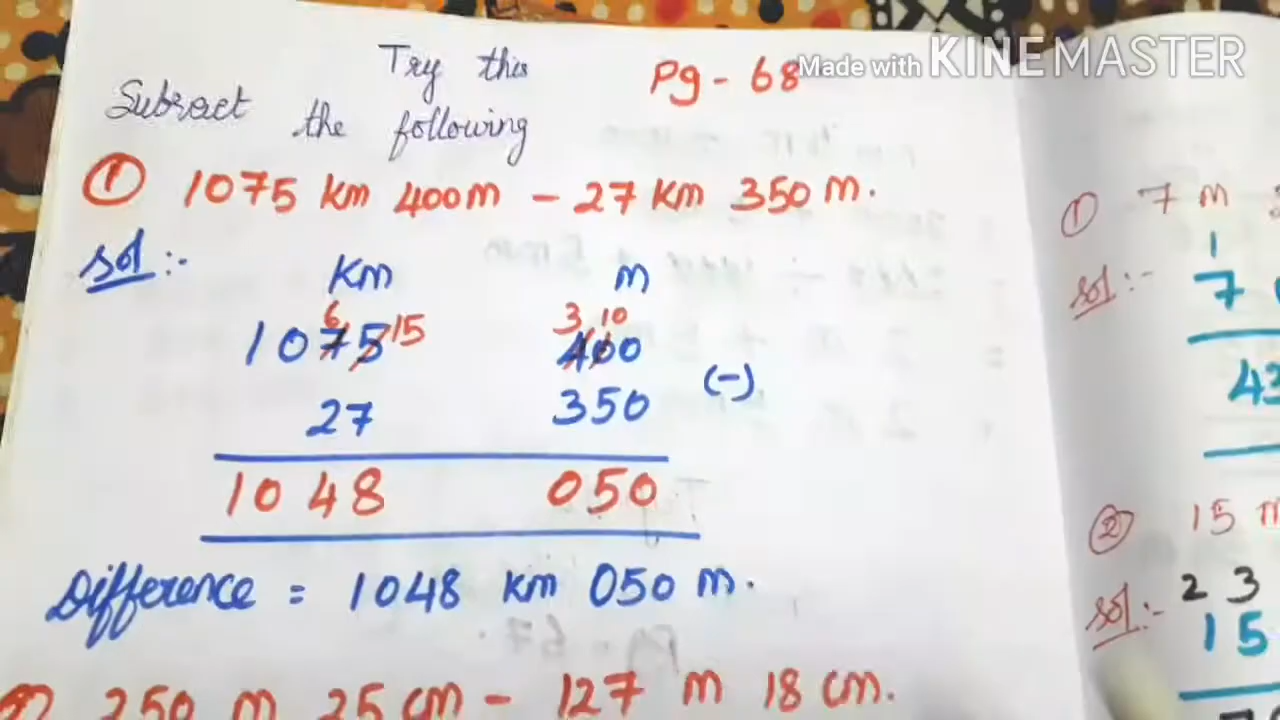 Try this Pg - 68
Made with KINEMASTER
Subract the following
① 1075 km 400m - 27 Km 350 m.
Sol :-
Km m
6 15 3 10
1075 400
27 350 (-)
1048 050
Difference = 1048 km 050 m.
250 m 25 cm - 127 m 18 cm.
① 7 m
1
sol :- 7
43
② 15 m
2 3
sol :- 15